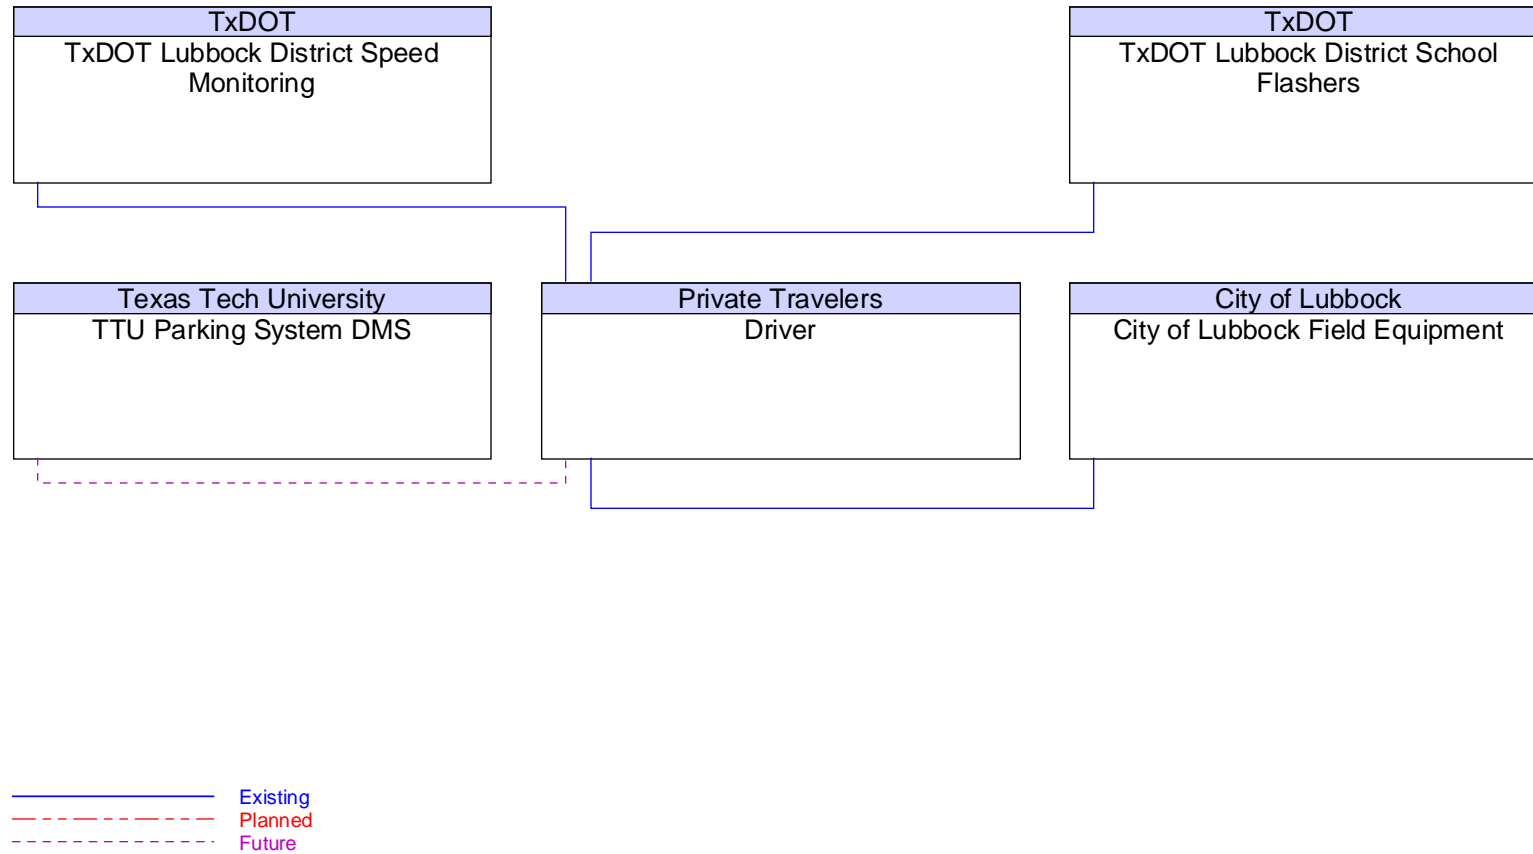 TxDOT
TxDOT Lubbock District Speed
Monitoring
TxDOT
TxDOT Lubbock District School
Flashers
Texas Tech University
TTU Parking System DMS
Private Travelers
Driver
City of Lubbock
City of Lubbock Field Equipment
Existing
Planned
Future